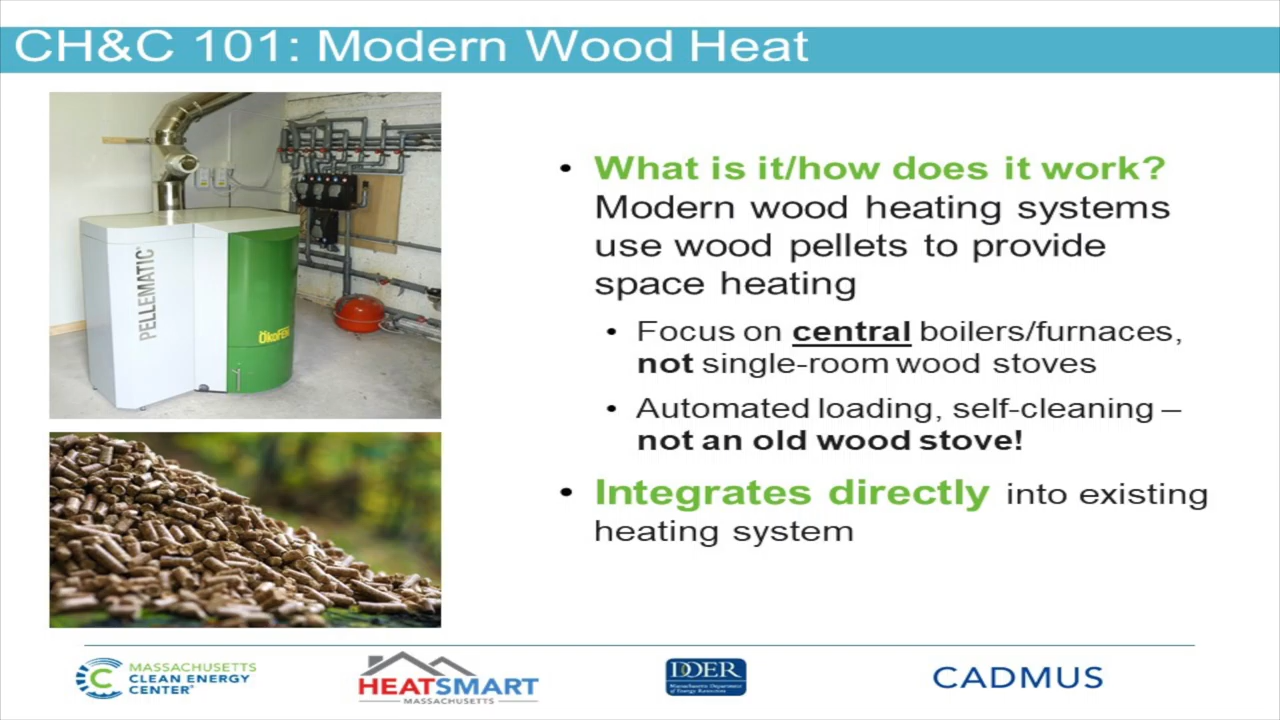 CH&C 101: Modern Wood Heat
PELLEMATIC®
ÖkoFEN
• What is it/how does it work?
Modern wood heating systems
use wood pellets to provide
space heating
• Focus on central boilers/furnaces,
not single-room wood stoves
• Automated loading, self-cleaning –
not an old wood stove!
• Integrates directly into existing
heating system
MASSACHUSETTS
CLEAN ENERGY
CENTER®
HEATSMART
MASSACHUSETTS
DOER
Massachusetts Department
of Energy Resources
CADMUS